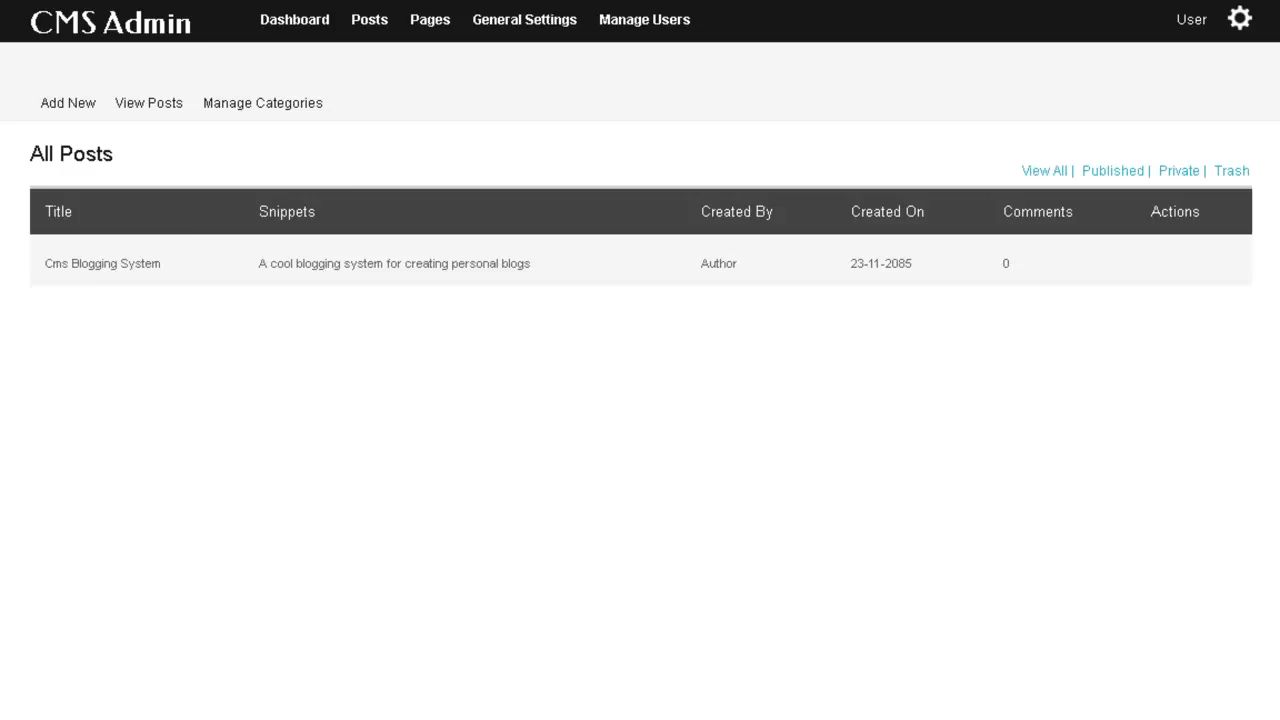 CMS Admin Dashboard Posts Pages General Settings Manage Users User
Add New View Posts Manage Categories
All Posts
View All | Published | Private | Trash
Title Snippets Created By Created On Comments Actions
Cms Blogging System A cool blogging system for creating personal blogs Author 23-11-2085 0